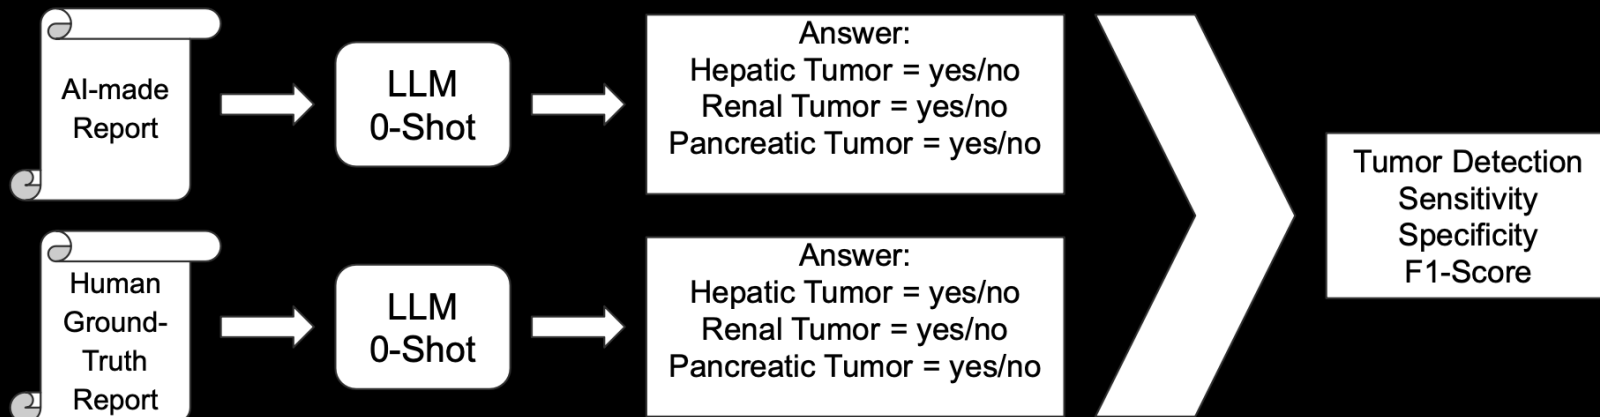 AI-made
Report
LLM
0-Shot
Answer:
Hepatic Tumor = yes/no
Renal Tumor = yes/no
Pancreatic Tumor = yes/no
Human
Ground-
Truth
Report
LLM
0-Shot
Answer:
Hepatic Tumor = yes/no
Renal Tumor = yes/no
Pancreatic Tumor = yes/no
Tumor Detection
Sensitivity
Specificity
F1-Score